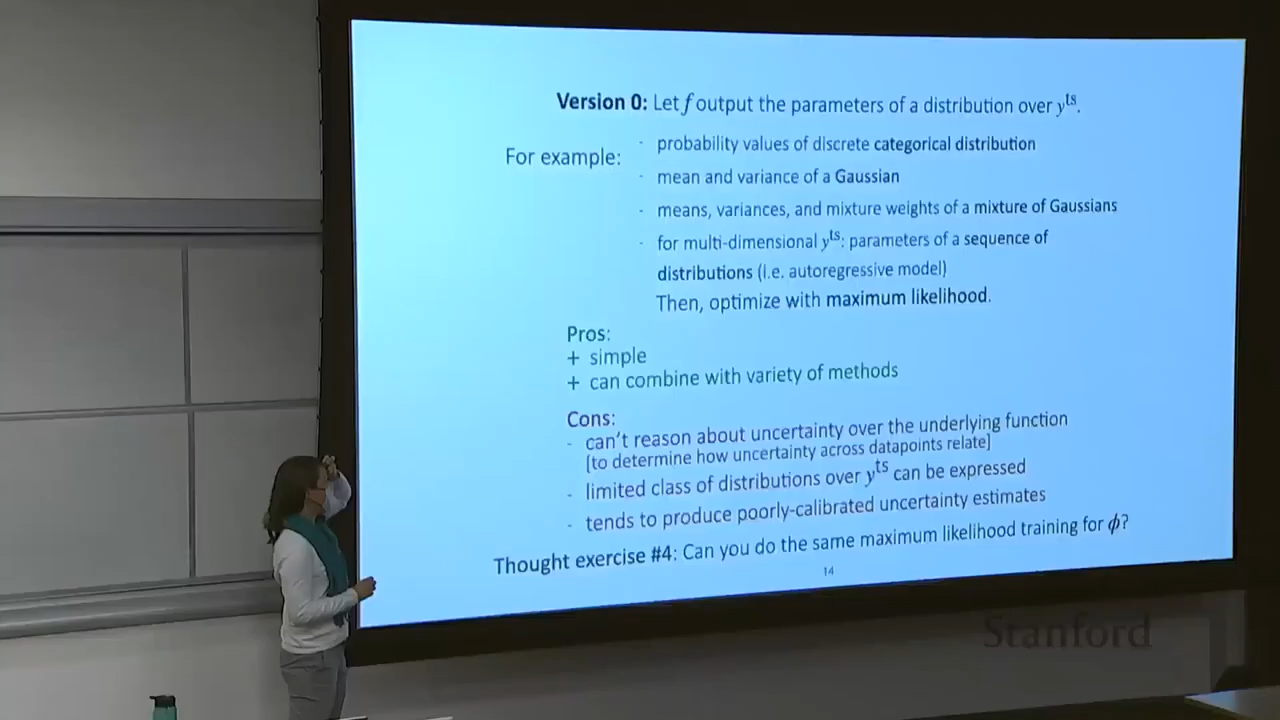 Version 0: Let f output the parameters of a distribution over yᵗˢ.
For example:
- probability values of discrete categorical distribution
- mean and variance of a Gaussian
- means, variances, and mixture weights of a mixture of Gaussians
- for multi-dimensional yᵗˢ: parameters of a sequence of
distributions (i.e. autoregressive model)
Then, optimize with maximum likelihood.
Pros:
+ simple
+ can combine with variety of methods
Cons:
- can't reason about uncertainty over the underlying function
[to determine how uncertainty across datapoints relate]
- limited class of distributions over yᵗˢ can be expressed
- tends to produce poorly-calibrated uncertainty estimates
Thought exercise #4: Can you do the same maximum likelihood training for ϕ?
14
Stanford